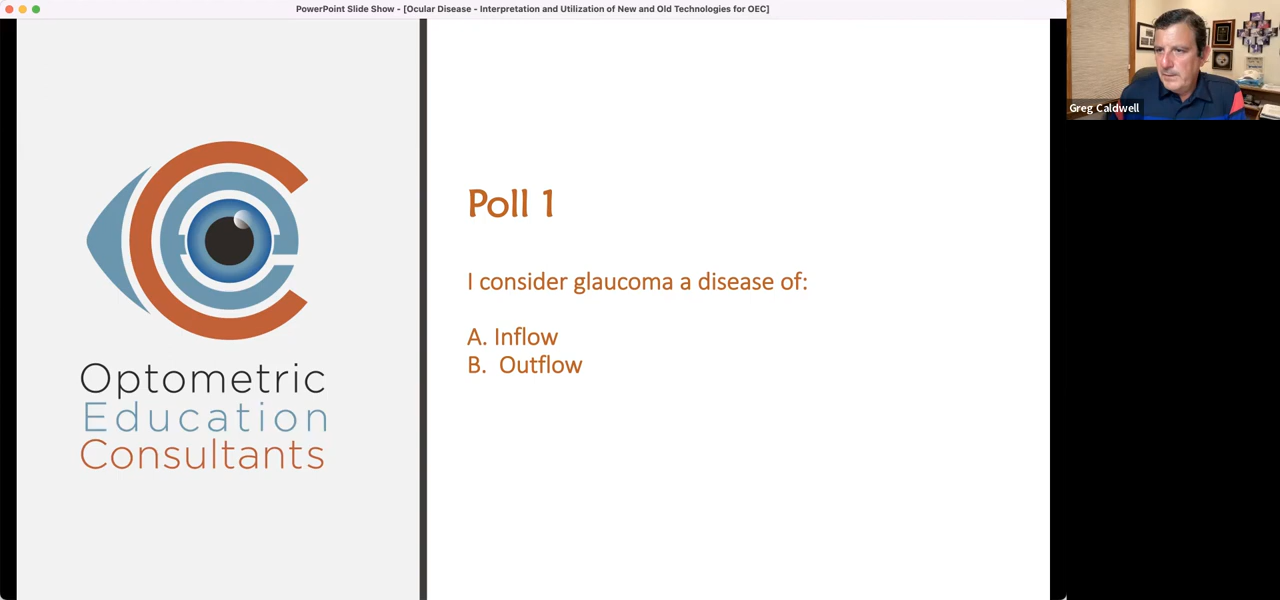 PowerPoint Slide Show - [Ocular Disease - Interpretation and Utilization of New and Old Technologies for OEC]
Greg Caldwell
Poll 1
I consider glaucoma a disease of:
A. Inflow
B. Outflow
Optometric
Education
Consultants